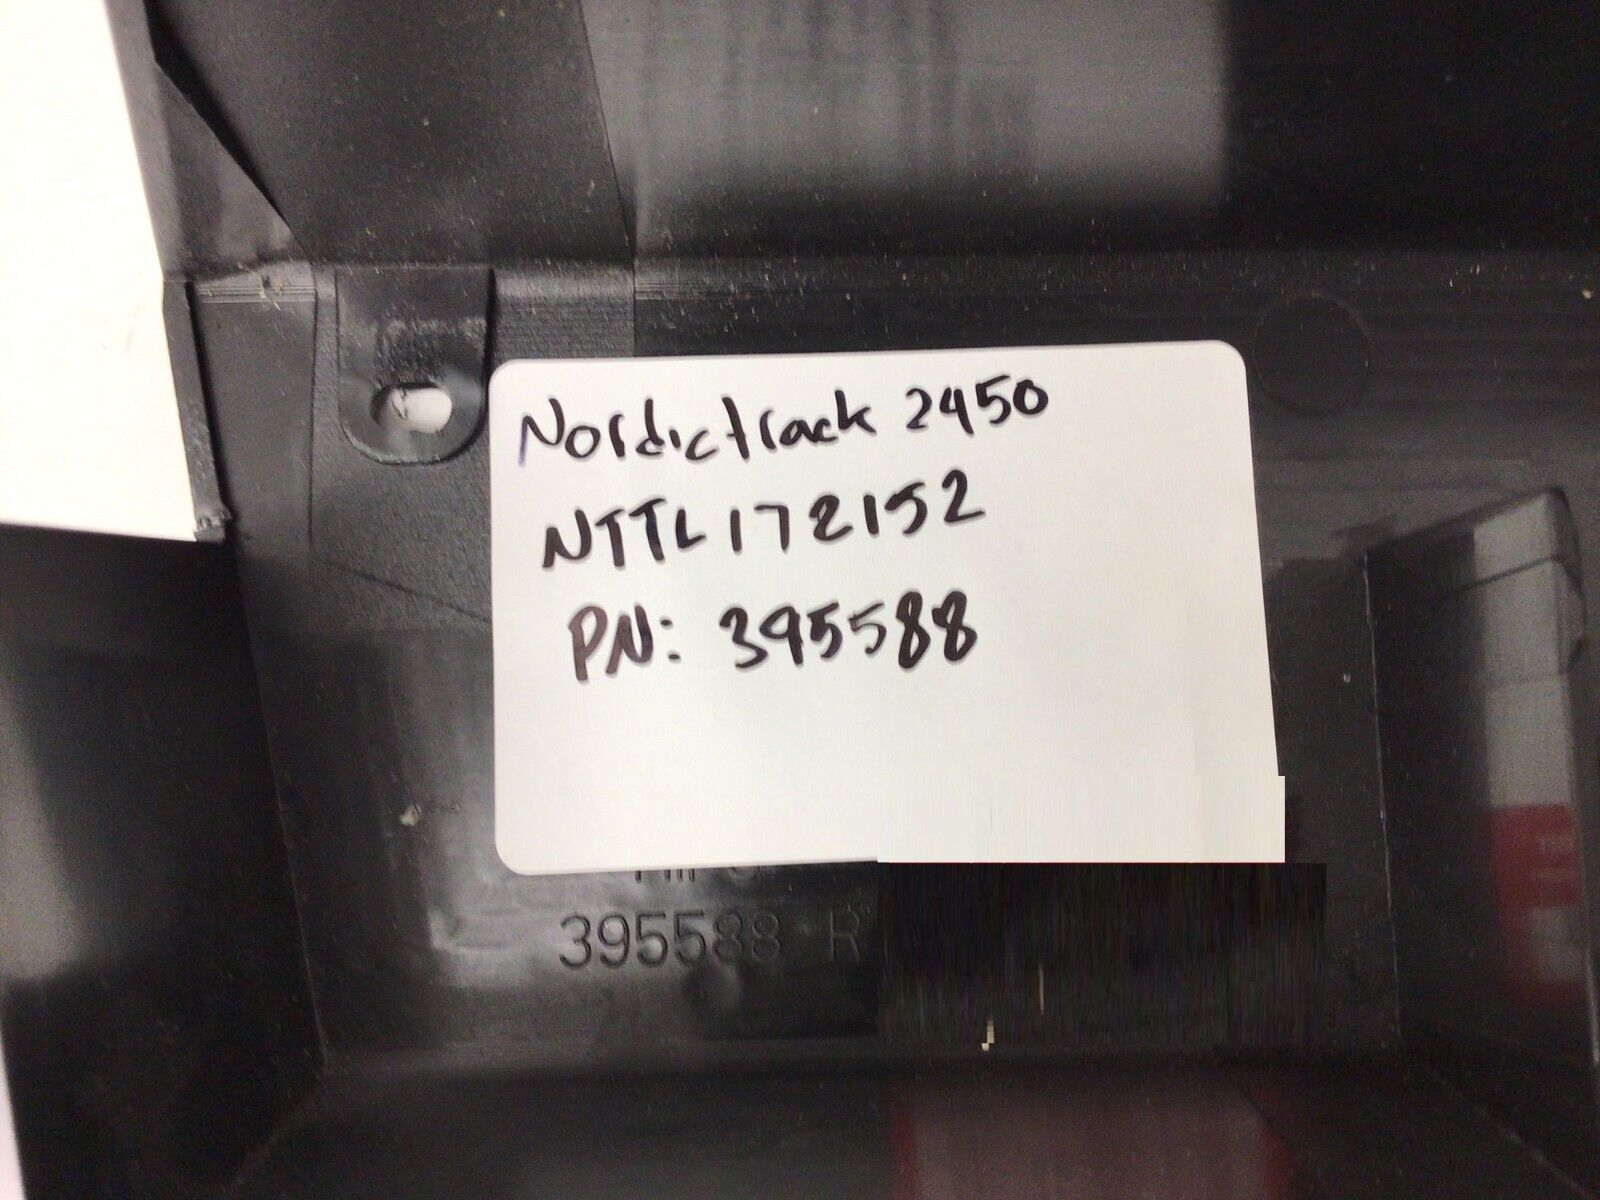 Nordictrack 2450
NTTL172152
PN: 395588
395588 R